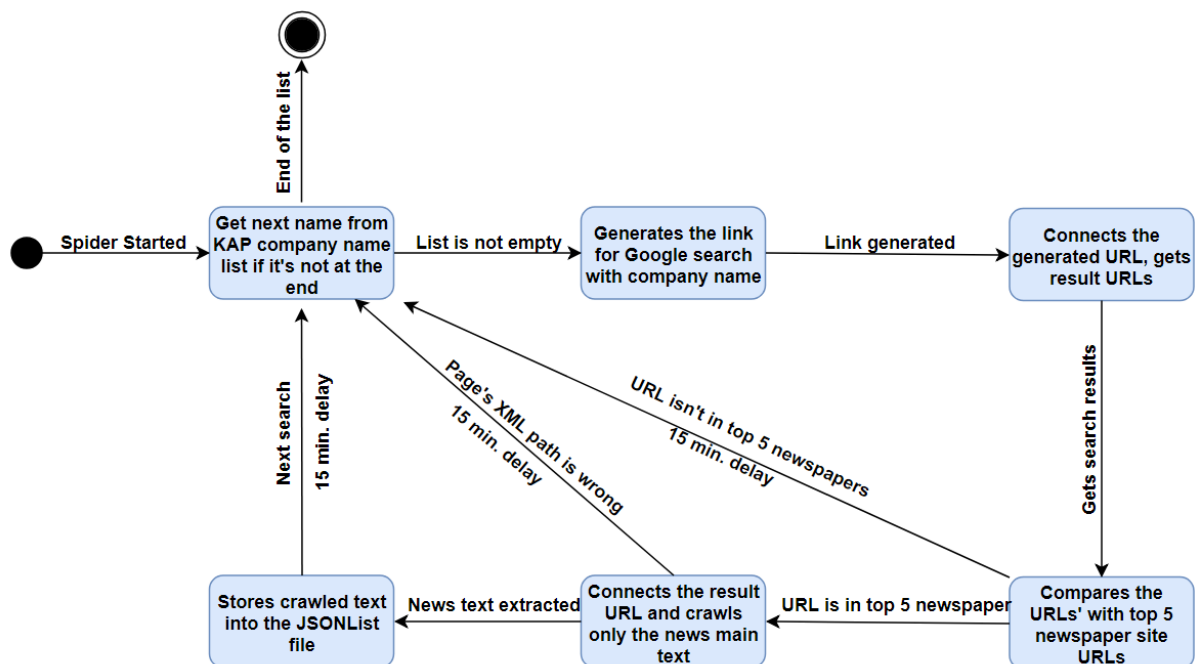 End of the list
Spider Started
Get next name from
KAP company name
list if it's not at the
end
List is not empty
Generates the link
for Google search
with company name
Link generated
Connects the
generated URL, gets
result URLs
Next search
15 min. delay
Page's XML path is wrong
15 min. delay
URL isn't in top 5 newspapers
15 min. delay
Gets search results
Stores crawled text
into the JSONList
file
News text extracted
Connects the result
URL and crawls
only the news main
text
URL is in top 5 newspaper
Compares the
URLs' with top 5
newspaper site
URLs